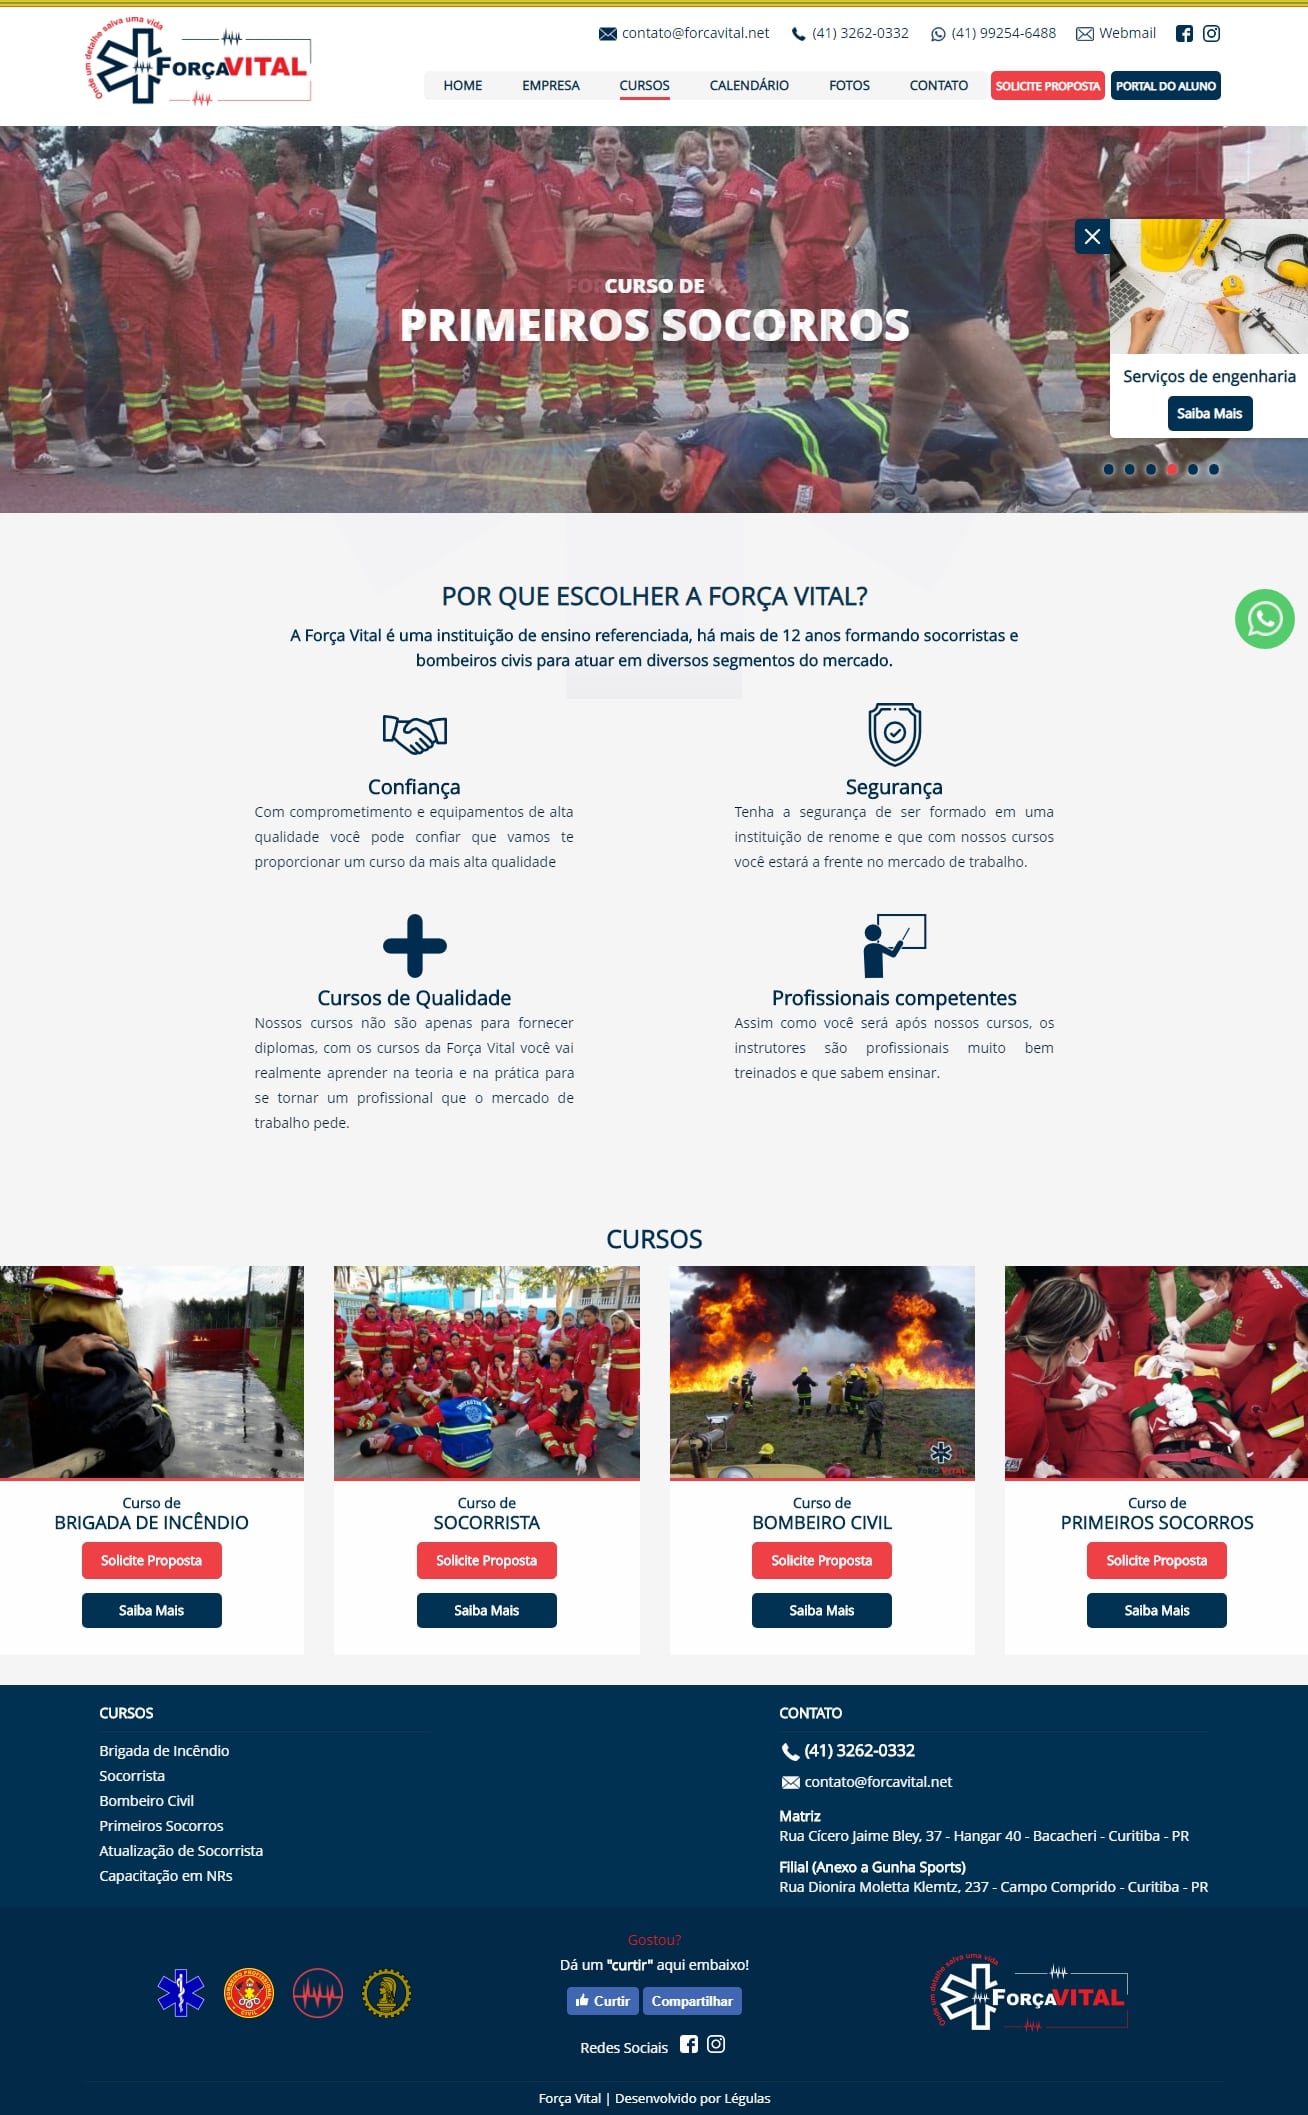 Onde um detalhe salva uma vida
FORÇAVITAL
contato@forcavital.net
(41) 3262-0332
(41) 99254-6488
Webmail
HOME
EMPRESA
CURSOS
CALENDÁRIO
FOTOS
CONTATO
SOLICITE PROPOSTA
PORTAL DO ALUNO
CURSO DE
PRIMEIROS SOCORROS
Serviços de engenharia
Saiba Mais
POR QUE ESCOLHER A FORÇA VITAL?
A Força Vital é uma instituição de ensino referenciada, há mais de 12 anos formando socorristas e
bombeiros civis para atuar em diversos segmentos do mercado.
Confiança
Com comprometimento e equipamentos de alta
qualidade você pode confiar que vamos te
proporcionar um curso da mais alta qualidade
Segurança
Tenha a segurança de ser formado em uma
instituição de renome e que com nossos cursos
você estará a frente no mercado de trabalho.
Cursos de Qualidade
Nossos cursos não são apenas para fornecer
diplomas, com os cursos da Força Vital você vai
realmente aprender na teoria e na prática para
se tornar um profissional que o mercado de
trabalho pede.
Profissionais competentes
Assim como você será após nossos cursos, os
instrutores são profissionais muito bem
treinados e que sabem ensinar.
CURSOS
FORÇAVITAL
Curso de
BRIGADA DE INCÊNDIO
Solicite Proposta
Saiba Mais
Curso de
SOCORRISTA
Solicite Proposta
Saiba Mais
Curso de
BOMBEIRO CIVIL
Solicite Proposta
Saiba Mais
Curso de
PRIMEIROS SOCORROS
Solicite Proposta
Saiba Mais
CURSOS
Brigada de Incêndio
Socorrista
Bombeiro Civil
Primeiros Socorros
Atualização de Socorrista
Capacitação em NRs
CONTATO
(41) 3262-0332
contato@forcavital.net
Matriz
Rua Cícero Jaime Bley, 37 - Hangar 40 - Bacacheri - Curitiba - PR
Filial (Anexo a Gunha Sports)
Rua Dionira Moletta Klemtz, 237 - Campo Comprido - Curitiba - PR
BOMBEIRO PROFISSIONAL
CIVIL
Gostou?
Dá um "curtir" aqui embaixo!
Curtir
Compartilhar
Redes Sociais
Onde um detalhe salva uma vida
FORÇAVITAL
Força Vital | Desenvolvido por Légulas